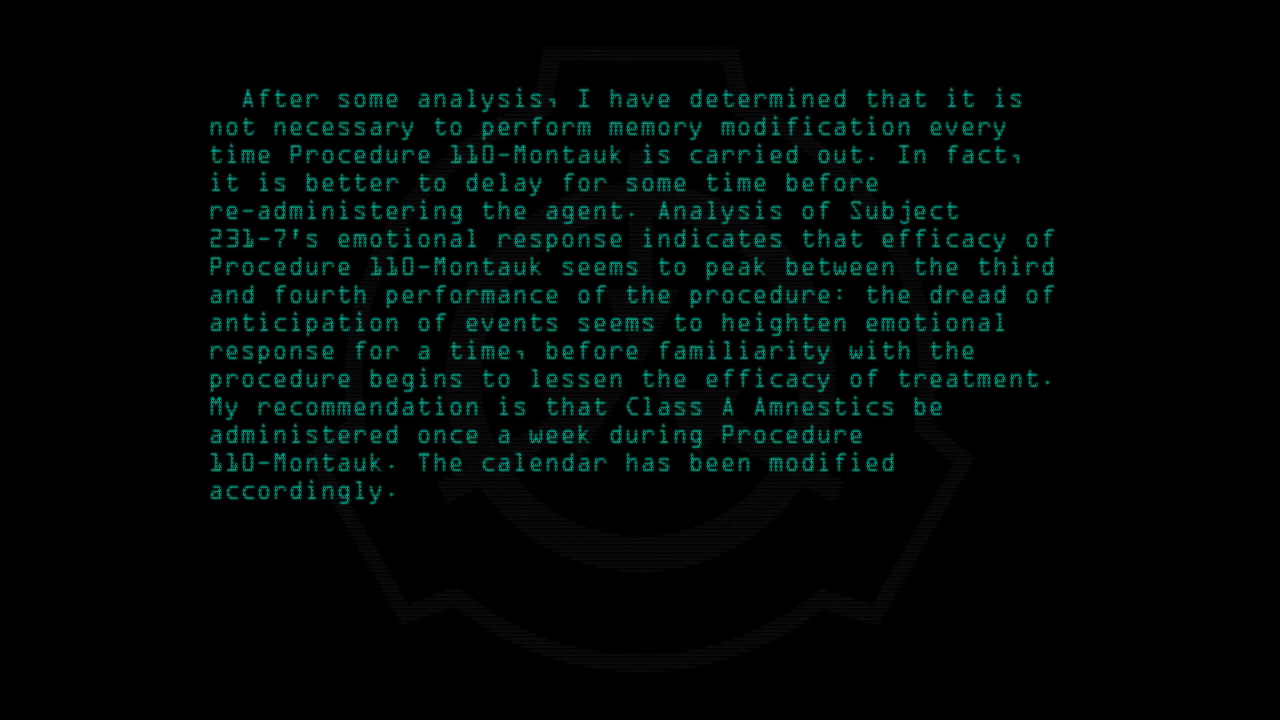 After some analysis, I have determined that it is
not necessary to perform memory modification every
time Procedure 110-Montauk is carried out. In fact,
it is better to delay for some time before
re-administering the agent. Analysis of Subject
231-7's emotional response indicates that efficacy of
Procedure 110-Montauk seems to peak between the third
and fourth performance of the procedure: the dread of
anticipation of events seems to heighten emotional
response for a time, before familiarity with the
procedure begins to lessen the efficacy of treatment.
My recommendation is that Class A Amnestics be
administered once a week during Procedure
110-Montauk. The calendar has been modified
accordingly.